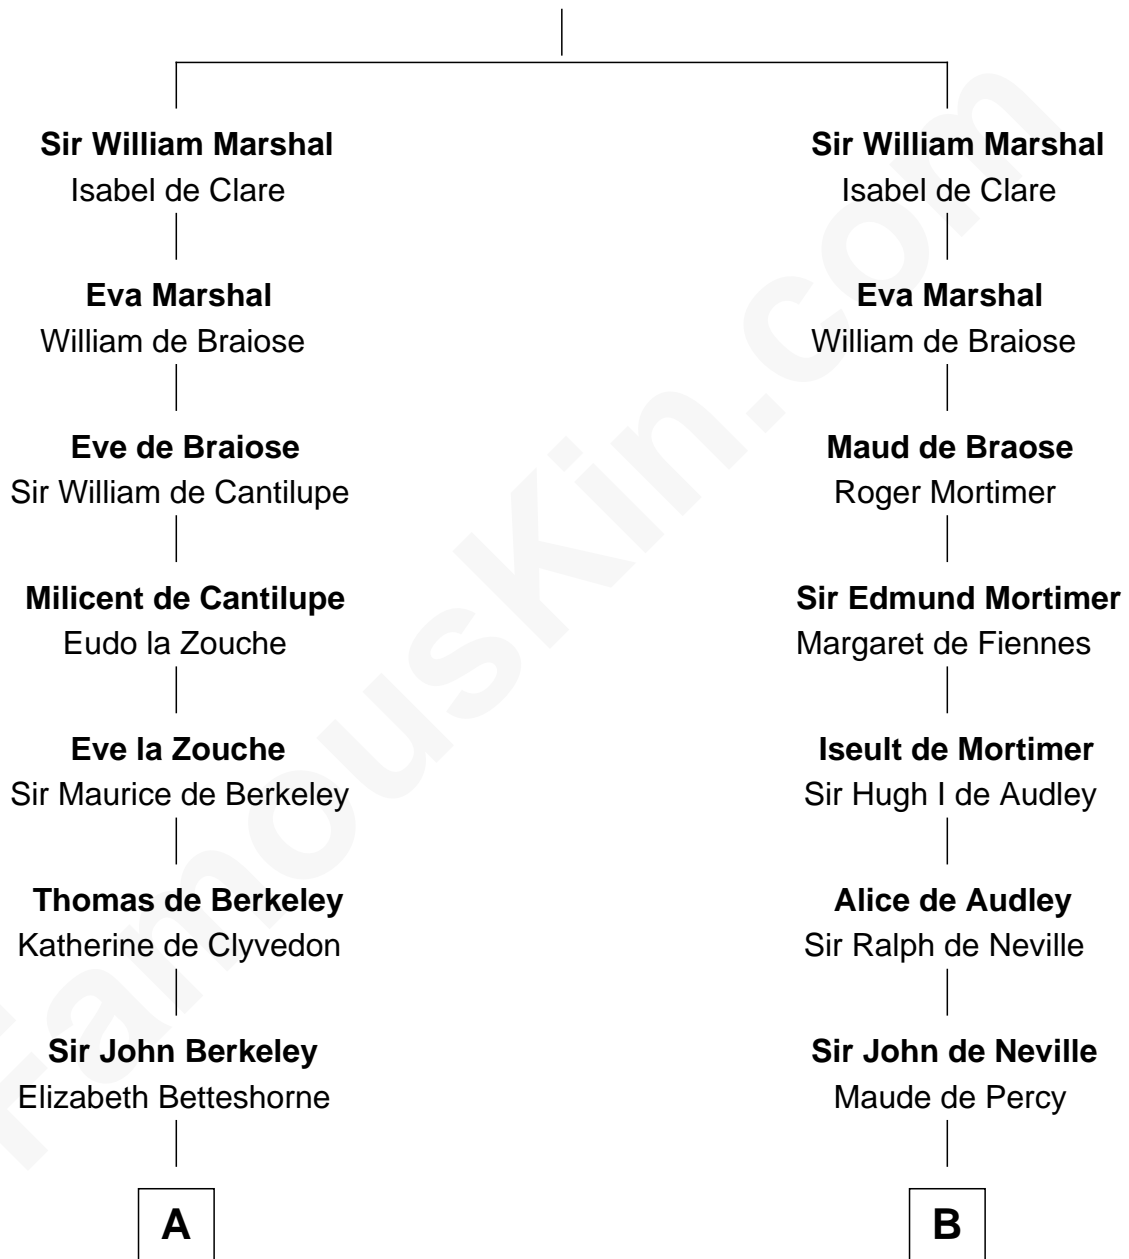 Sir William Marshal
Isabel de Clare
Eva Marshal
William de Braiose
Eve de Braiose
Sir William de Cantilupe
Milicent de Cantilupe
Eudo la Zouche
Eve la Zouche
Sir Maurice de Berkeley
Thomas de Berkeley
Katherine de Clyvedon
Sir John Berkeley
Elizabeth Betteshorne
A
Sir William Marshal
Isabel de Clare
Eva Marshal
William de Braiose
Maud de Braose
Roger Mortimer
Sir Edmund Mortimer
Margaret de Fiennes
Iseult de Mortimer
Sir Hugh I de Audley
Alice de Audley
Sir Ralph de Neville
Sir John de Neville
Maude de Percy
B
FamousKin.com